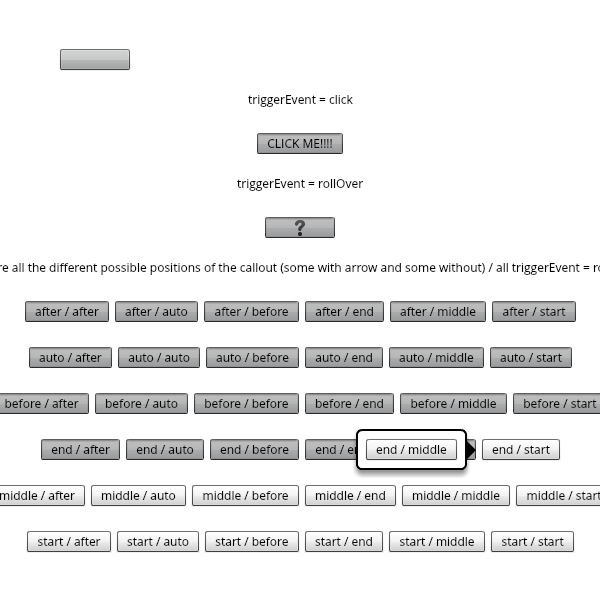 triggerEvent = click
CLICK ME!!!!
triggerEvent = rollOver
?
all the different possible positions of the callout (some with arrow and some without) / all triggerEvent =
after / after after / auto after / before after / end after / middle after / start
auto / after auto / auto auto / before auto / end auto / middle auto / start
before / after before / auto before / before before / end before / middle before / start
end / after end / auto end / before end / end / middle end / start
middle / after middle / auto middle / before middle / end middle / middle middle / start
start / after start / auto start / before start / end start / middle start / start